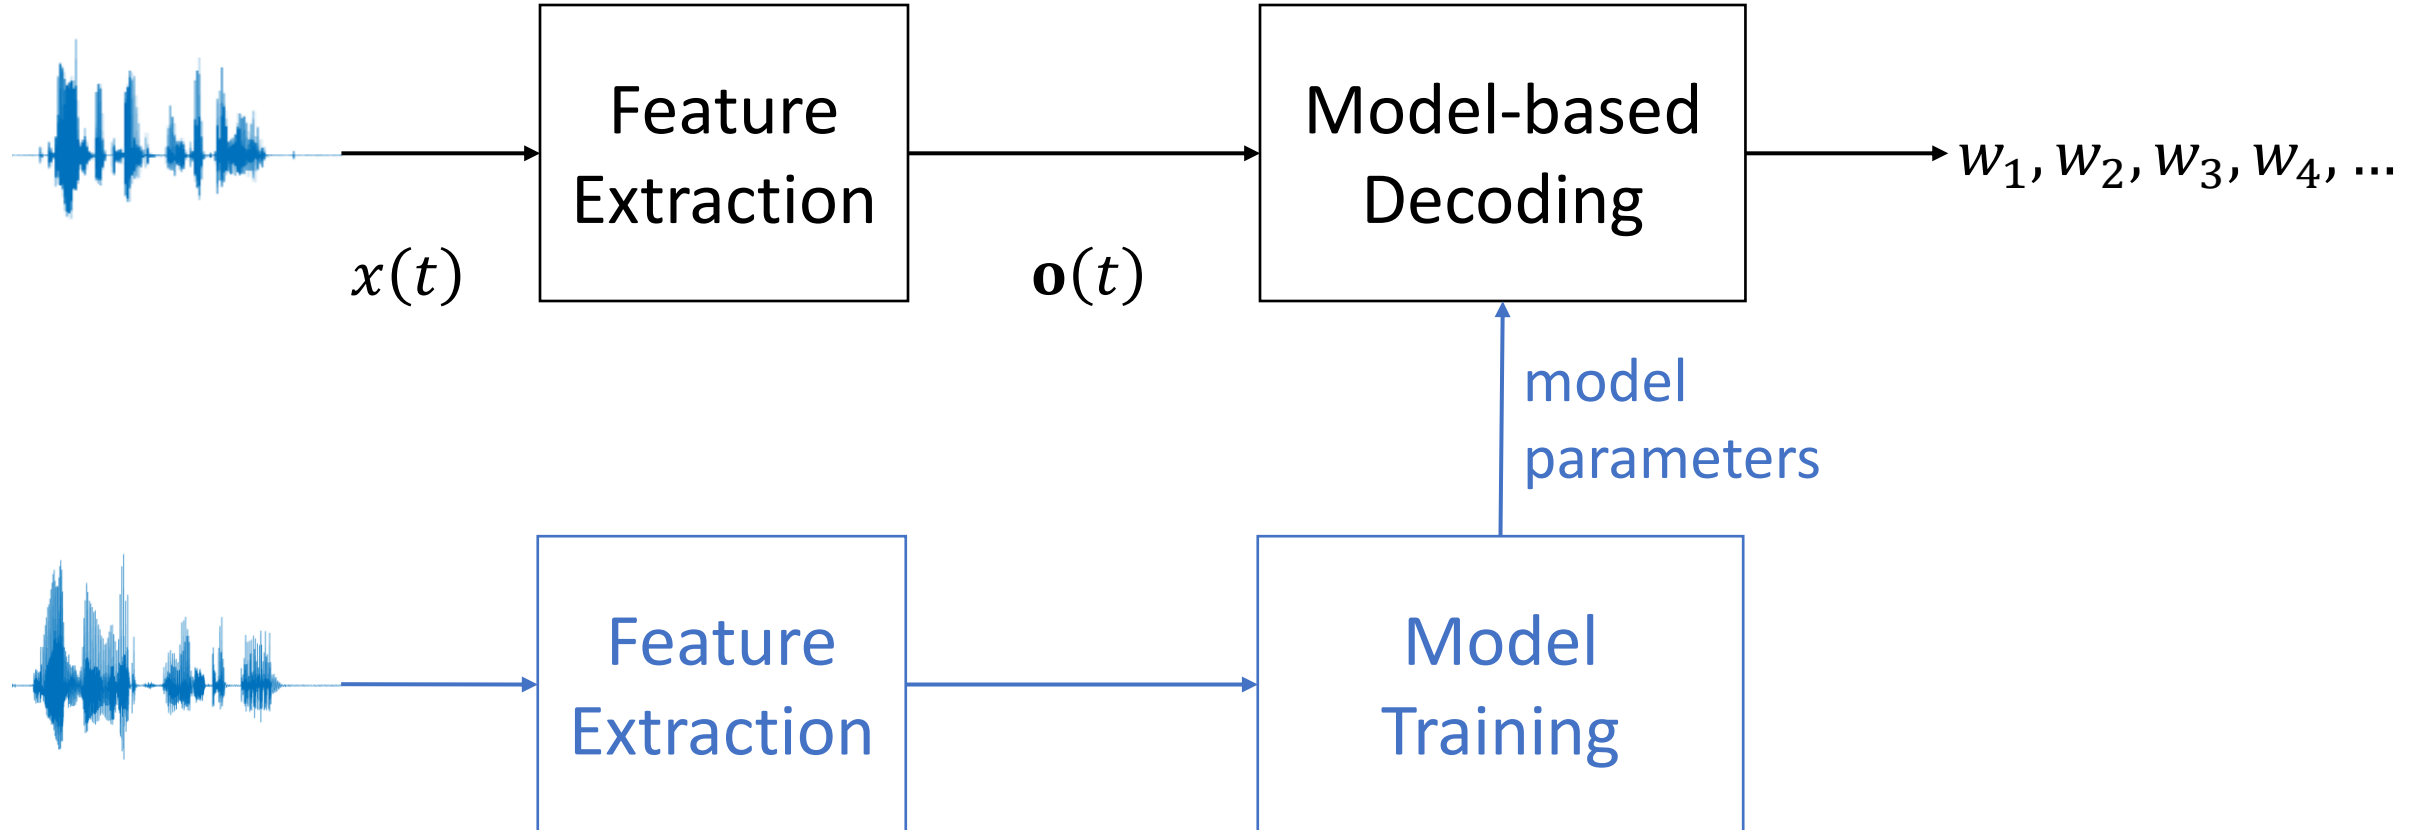 Feature
Extraction
Model-based
Decoding
w₁, w₂, w₃, w₄, ...
x(t)
o(t)
model
parameters
Feature
Extraction
Model
Training